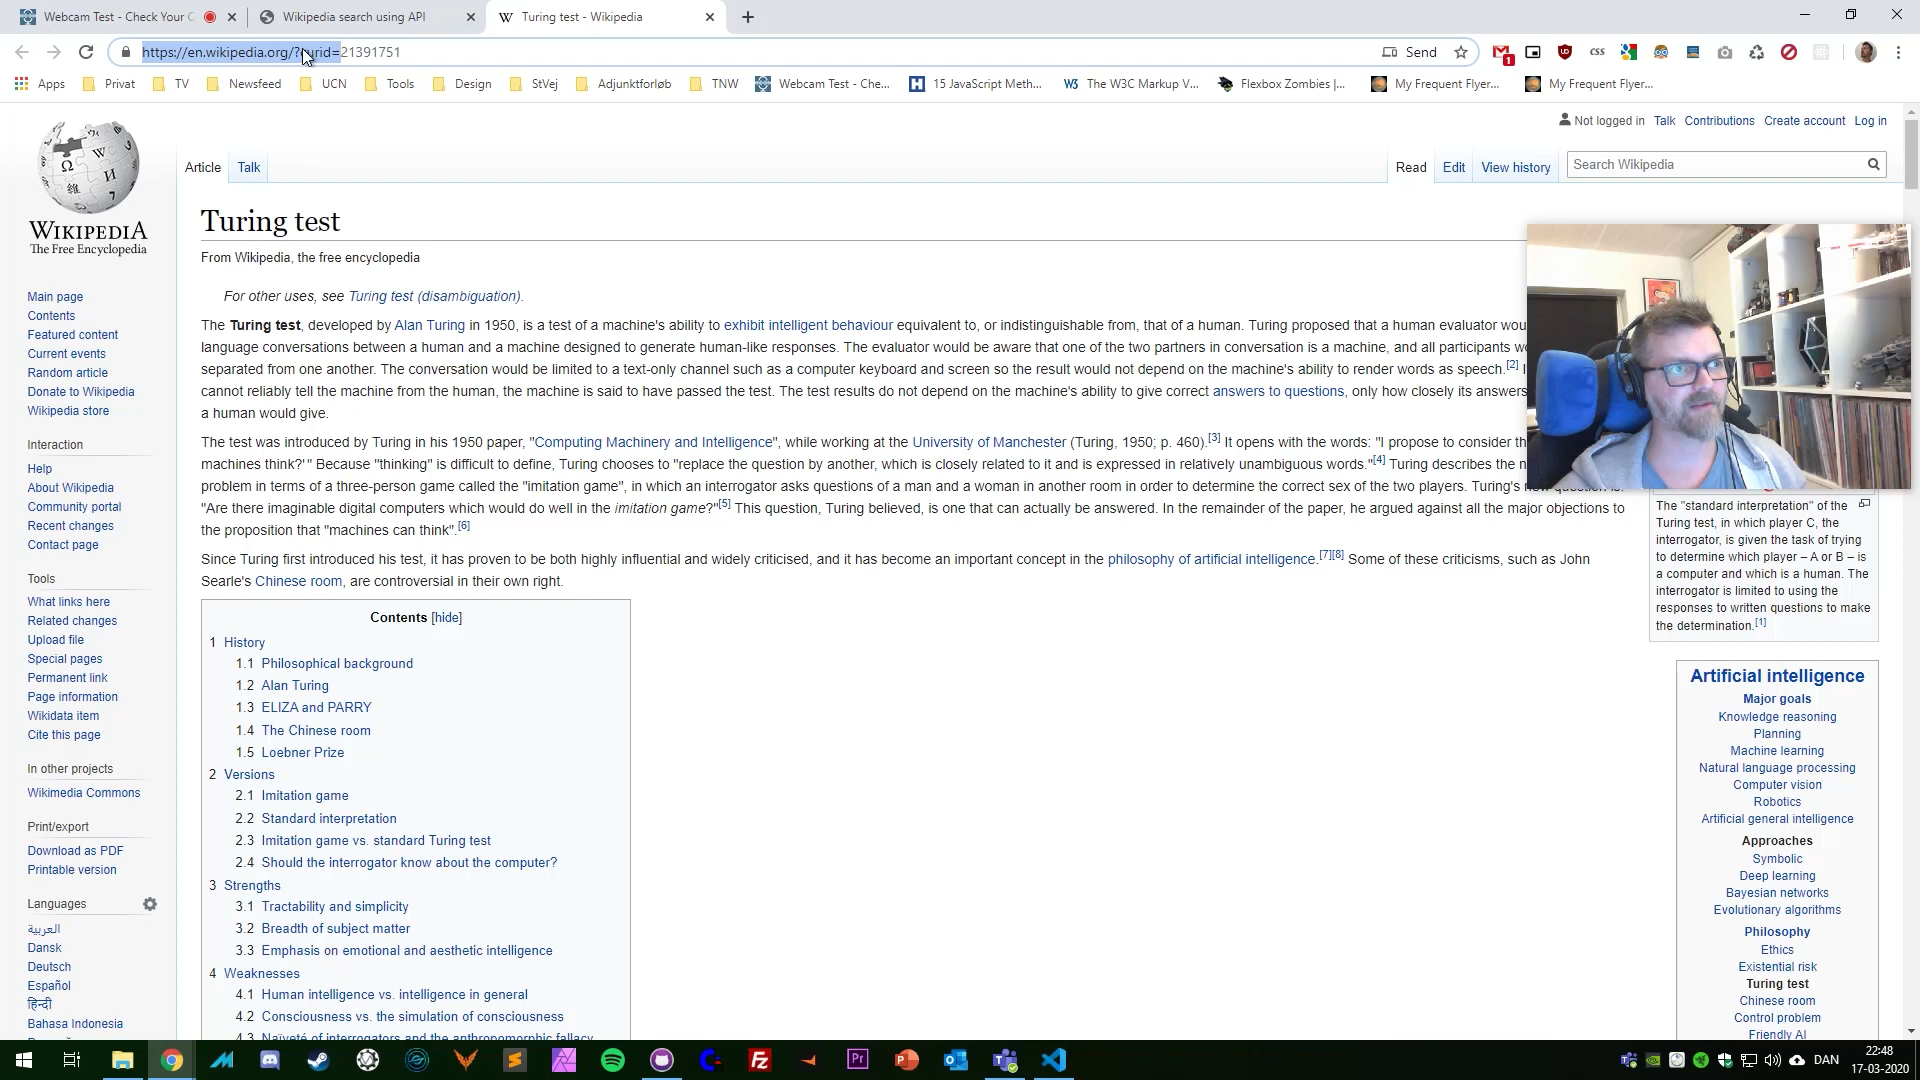 Webcam Test - Check Your C
Wikipedia search using API
Turing test - Wikipedia
https://en.wikipedia.org/?curid=21391751
Send
1
css
Apps
Privat
TV
Newsfeed
UCN
Tools
Design
StVej
Adjunktforløb
TNW
Webcam Test - Che...
15 JavaScript Meth...
The W3C Markup V...
Flexbox Zombies |...
My Frequent Flyer...
My Frequent Flyer...
Not logged in
Talk
Contributions
Create account
Log in
Article
Talk
Read
Edit
View history
Search Wikipedia
WIKIPEDIA
The Free Encyclopedia
Main page
Contents
Featured content
Current events
Random article
Donate to Wikipedia
Wikipedia store
Interaction
Help
About Wikipedia
Community portal
Recent changes
Contact page
Tools
What links here
Related changes
Upload file
Special pages
Permanent link
Page information
Wikidata item
Cite this page
In other projects
Wikimedia Commons
Print/export
Download as PDF
Printable version
Languages
العربية
Dansk
Deutsch
Español
हिन्दी
Bahasa Indonesia
Turing test
From Wikipedia, the free encyclopedia
For other uses, see Turing test (disambiguation).
The Turing test, developed by Alan Turing in 1950, is a test of a machine's ability to exhibit intelligent behaviour equivalent to, or indistinguishable from, that of a human. Turing proposed that a human evaluator wou
language conversations between a human and a machine designed to generate human-like responses. The evaluator would be aware that one of the two partners in conversation is a machine, and all participants w
separated from one another. The conversation would be limited to a text-only channel such as a computer keyboard and screen so the result would not depend on the machine's ability to render words as speech.[2] I
cannot reliably tell the machine from the human, the machine is said to have passed the test. The test results do not depend on the machine's ability to give correct answers to questions, only how closely its answers
a human would give.
The test was introduced by Turing in his 1950 paper, "Computing Machinery and Intelligence", while working at the University of Manchester (Turing, 1950; p. 460).[3] It opens with the words: "I propose to consider th
machines think?'" Because "thinking" is difficult to define, Turing chooses to "replace the question by another, which is closely related to it and is expressed in relatively unambiguous words."[4] Turing describes the n
problem in terms of a three-person game called the "imitation game", in which an interrogator asks questions of a man and a woman in another room in order to determine the correct sex of the two players. Turing's new question is:
"Are there imaginable digital computers which would do well in the imitation game?"[5] This question, Turing believed, is one that can actually be answered. In the remainder of the paper, he argued against all the major objections to
the proposition that "machines can think".[6]
Since Turing first introduced his test, it has proven to be both highly influential and widely criticised, and it has become an important concept in the philosophy of artificial intelligence.[7][8] Some of these criticisms, such as John
Searle's Chinese room, are controversial in their own right.
Contents [hide]
1 History
1.1 Philosophical background
1.2 Alan Turing
1.3 ELIZA and PARRY
1.4 The Chinese room
1.5 Loebner Prize
2 Versions
2.1 Imitation game
2.2 Standard interpretation
2.3 Imitation game vs. standard Turing test
2.4 Should the interrogator know about the computer?
3 Strengths
3.1 Tractability and simplicity
3.2 Breadth of subject matter
3.3 Emphasis on emotional and aesthetic intelligence
4 Weaknesses
4.1 Human intelligence vs. intelligence in general
4.2 Consciousness vs. the simulation of consciousness
4.3 Naïveté of interrogators and the anthropomorphic fallacy
The "standard interpretation" of the
Turing test, in which player C, the
interrogator, is given the task of trying
to determine which player – A or B – is
a computer and which is a human. The
interrogator is limited to using the
responses to written questions to make
the determination.[1]
Artificial intelligence
Major goals
Knowledge reasoning
Planning
Machine learning
Natural language processing
Computer vision
Robotics
Artificial general intelligence
Approaches
Symbolic
Deep learning
Bayesian networks
Evolutionary algorithms
Philosophy
Ethics
Existential risk
Turing test
Chinese room
Control problem
Friendly AI
DAN
22:48
17-03-2020